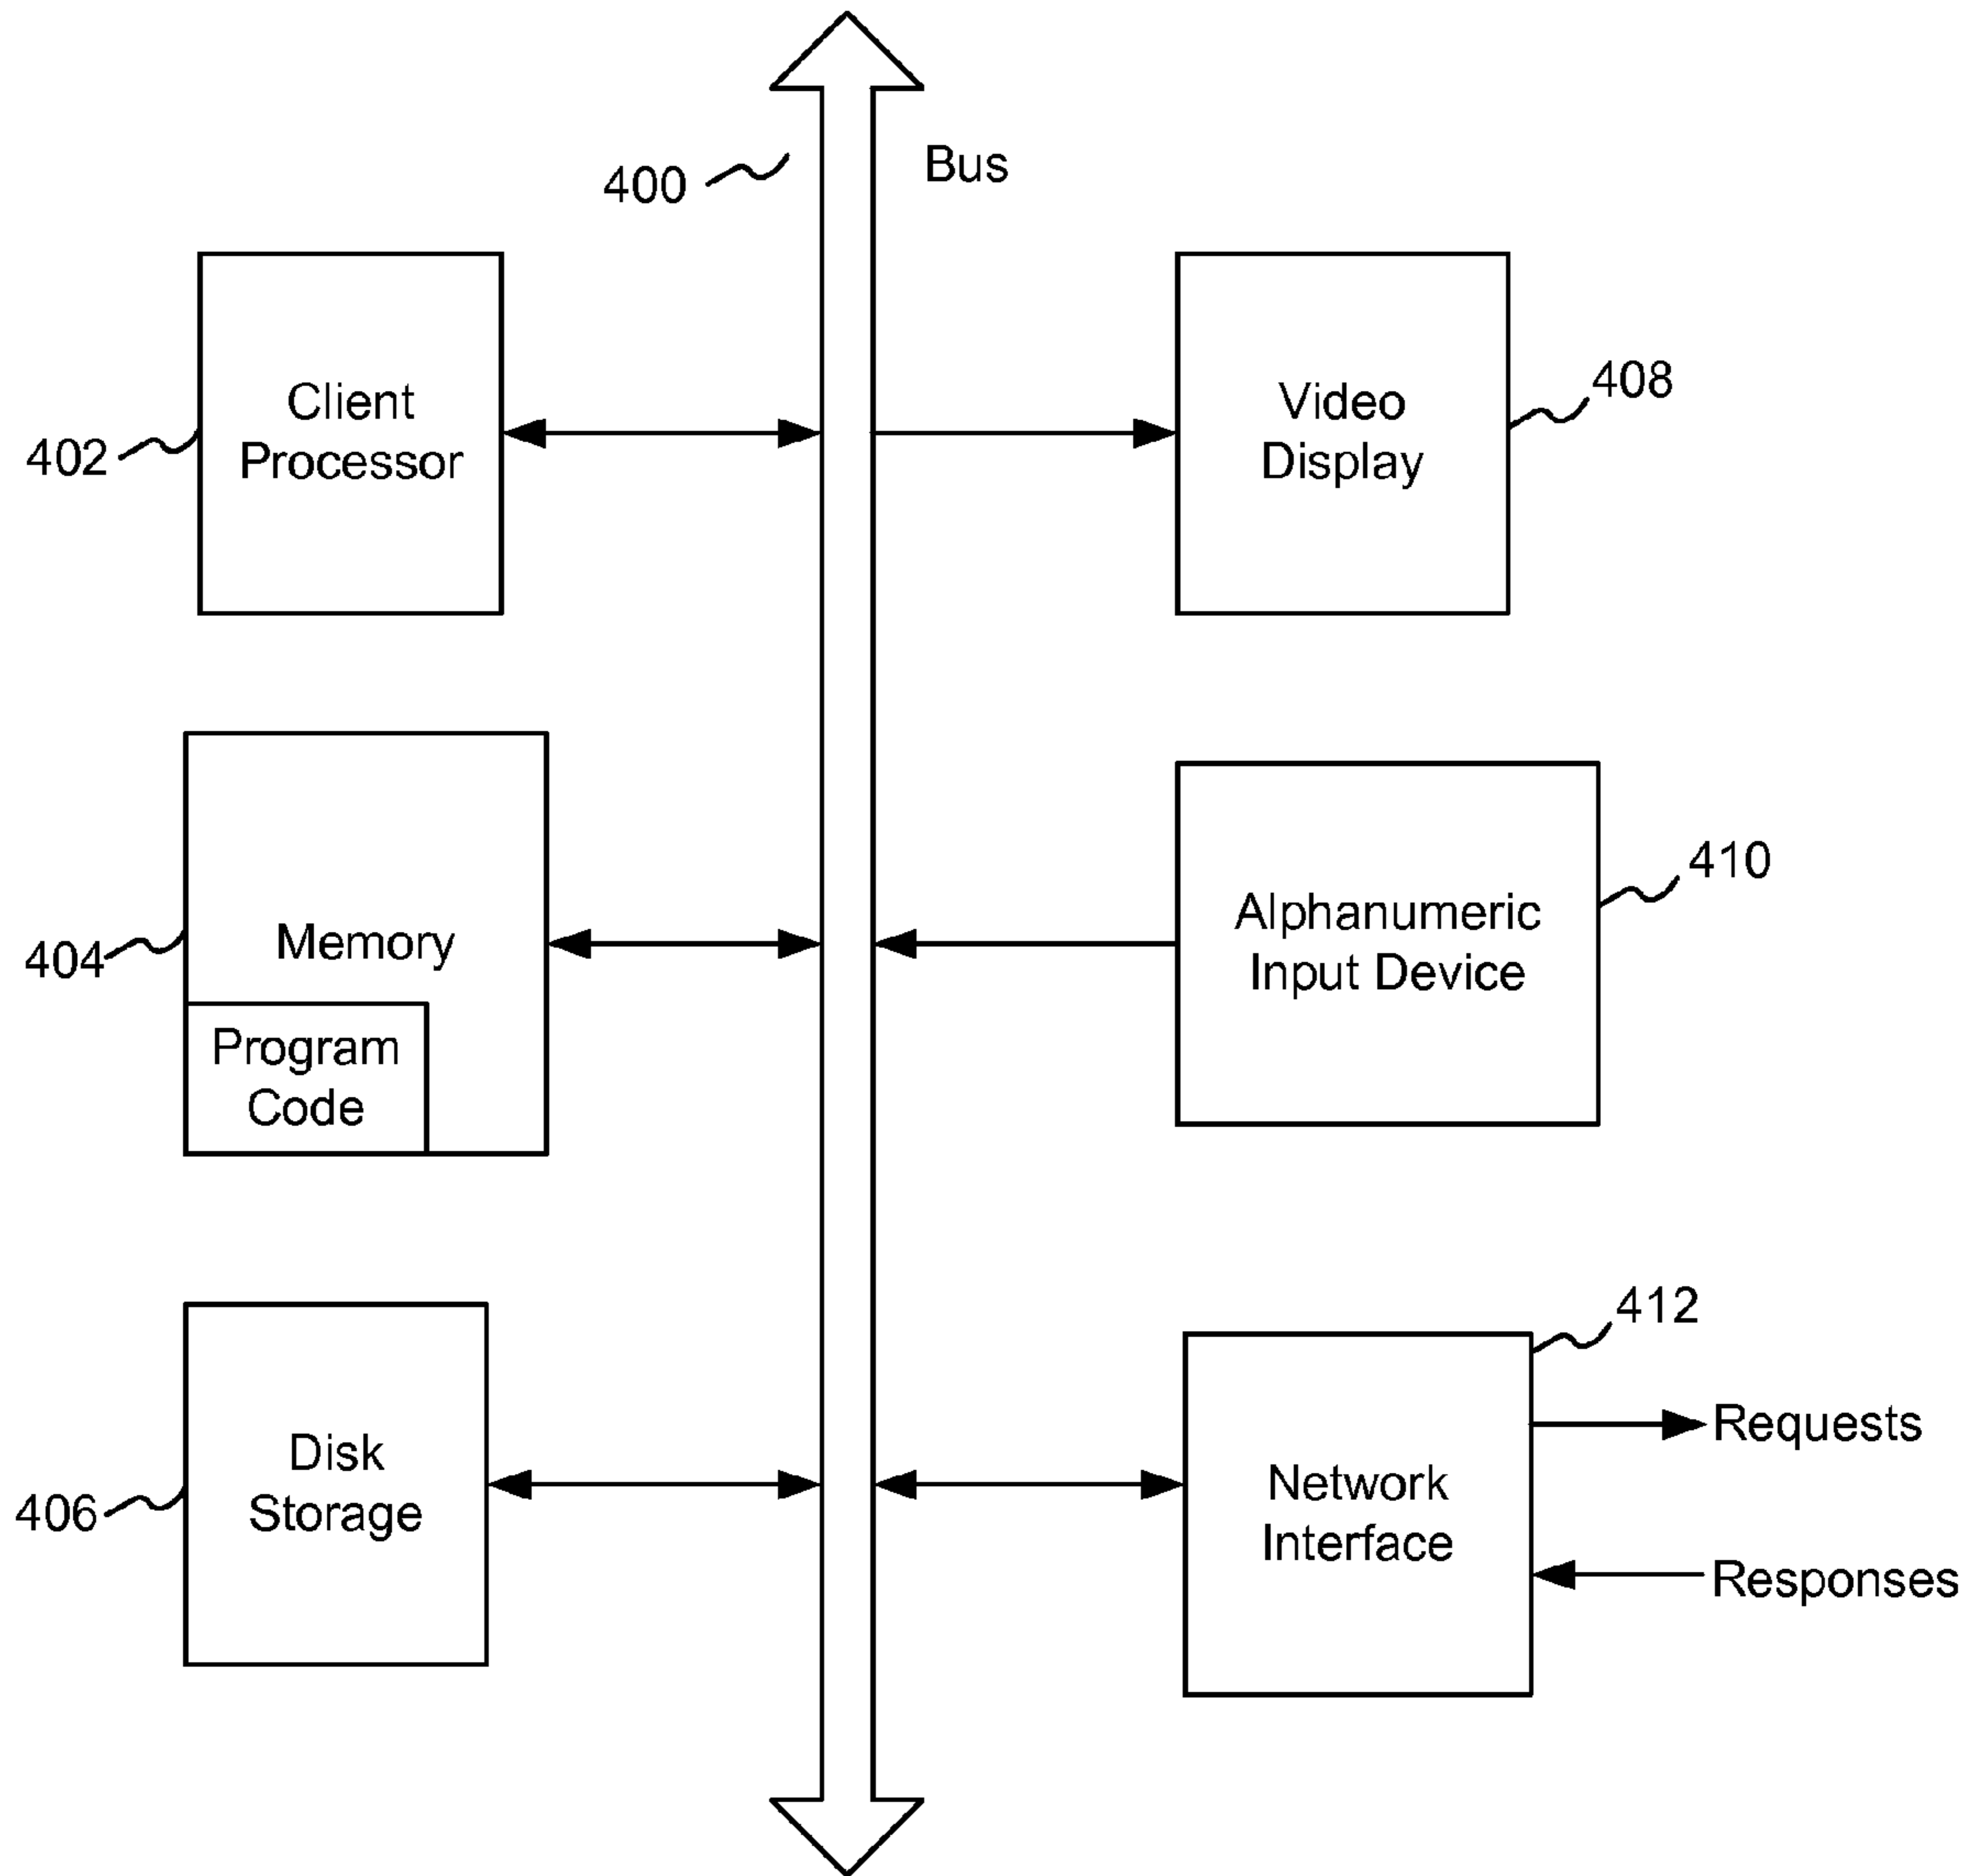 400
Bus
402
Client
Processor
Video
Display
408
404
Memory
Program
Code
Alphanumeric
Input Device
410
406
Disk
Storage
Network
Interface
412
Requests
Responses